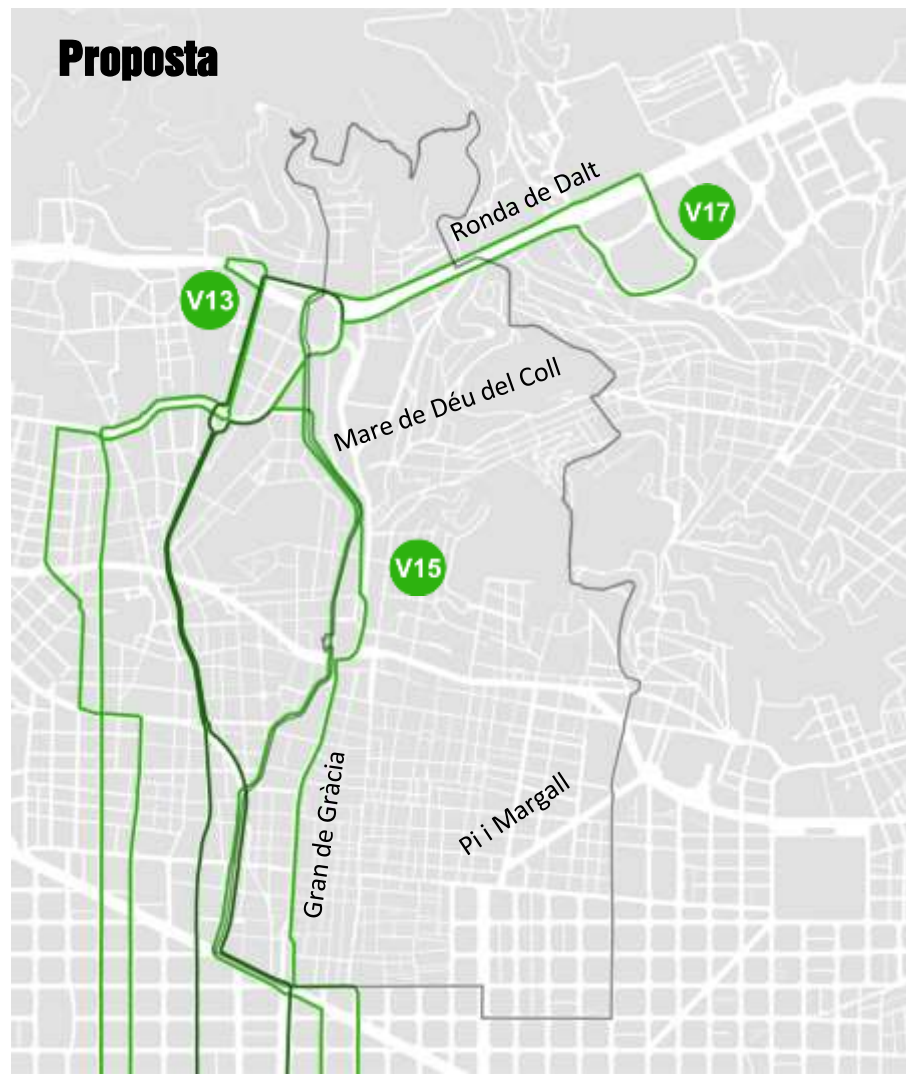 Proposta
Ronda de Dalt
V17
V13
Mare de Déu del Coll
V15
Gran de Gràcia
Pi i Margall